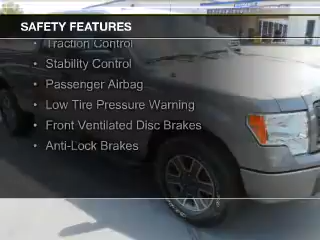 SAFETY FEATURES
• Traction Control
• Stability Control
• Passenger Airbag
• Low Tire Pressure Warning
• Front Ventilated Disc Brakes
• Anti-Lock Brakes